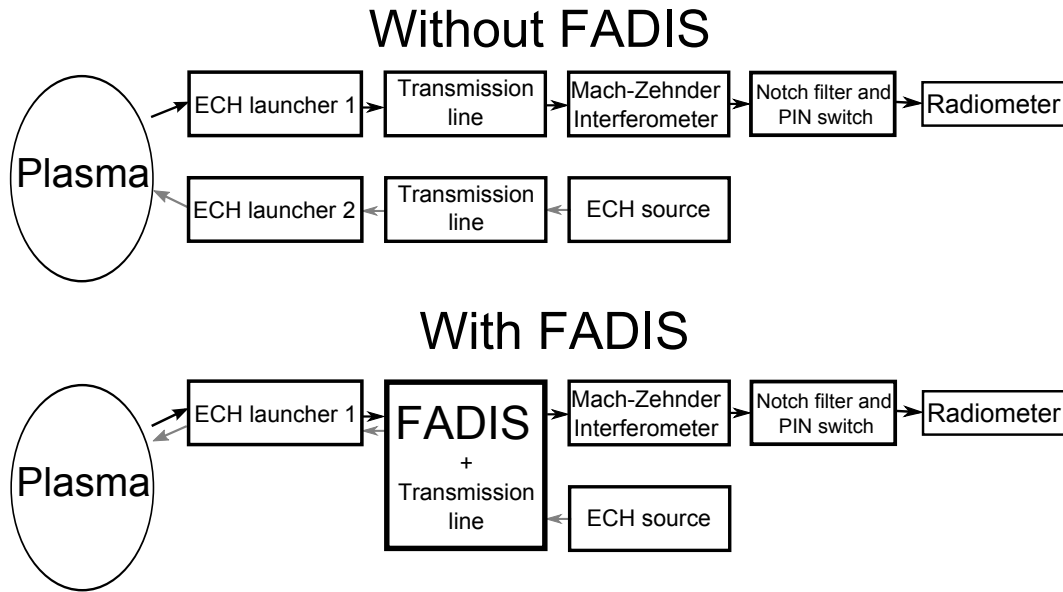 Without FADIS
Plasma
ECH launcher 1
Transmission
line
Mach-Zehnder
Interferometer
Notch filter and
PIN switch
Radiometer
ECH launcher 2
Transmission
line
ECH source
With FADIS
Plasma
ECH launcher 1
FADIS
+
Transmission
line
Mach-Zehnder
Interferometer
Notch filter and
PIN switch
Radiometer
ECH source